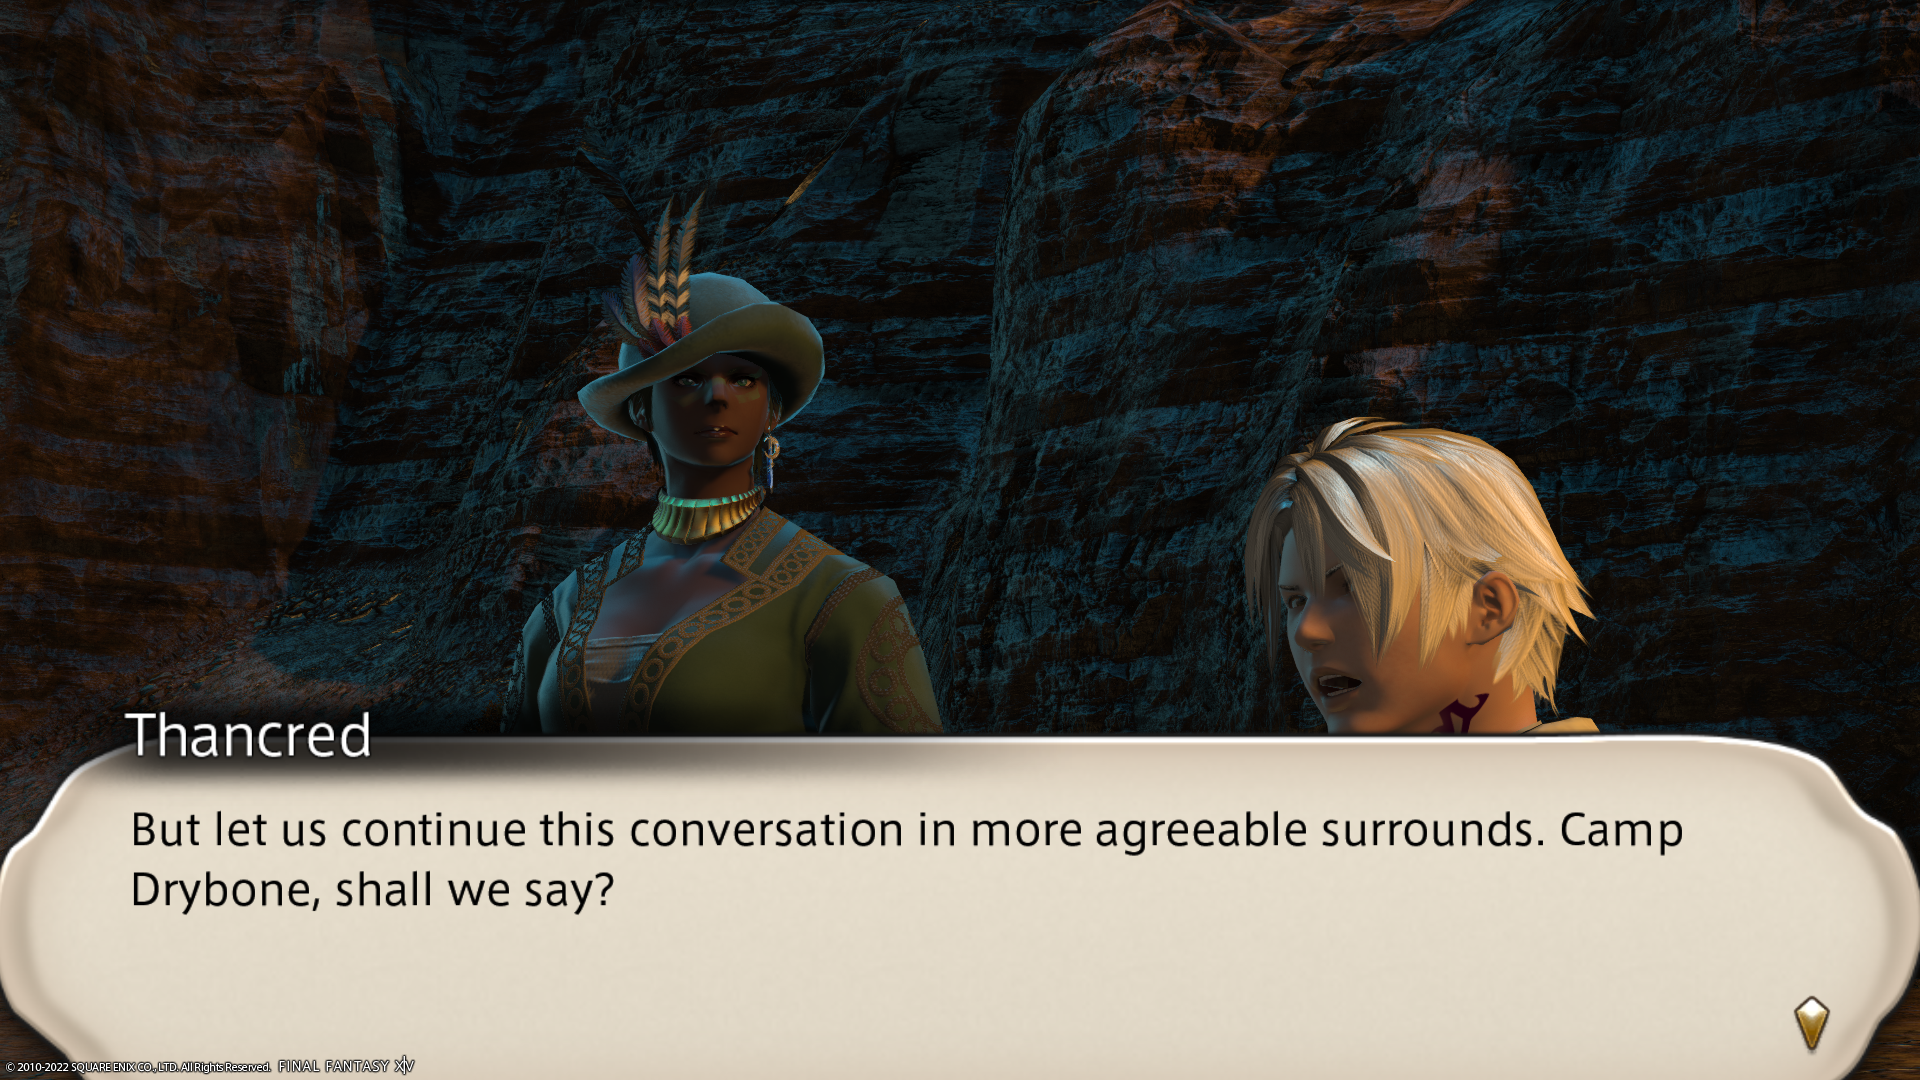 Thancred
But let us continue this conversation in more agreeable surrounds. Camp
Drybone, shall we say?
© 2010-2022 SQUARE ENIX CO., LTD. All Rights Reserved. FINAL FANTASY XIV